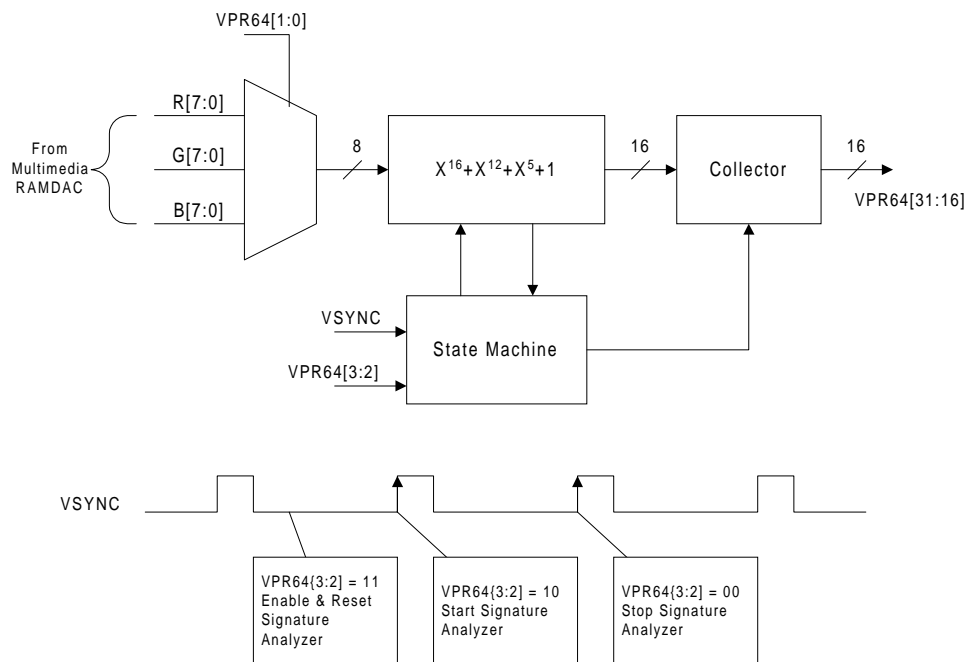 VPR64[1:0]
R[7:0]
From
Multimedia
RAMDAC
G[7:0]
B[7:0]
8
X16+X12+X5+1
16
Collector
16
VPR64[31:16]
VSYNC
State Machine
VPR64[3:2]
VSYNC
VPR64{3:2] = 11
Enable & Reset
Signature
Analyzer
VPR64{3:2] = 10
Start Signature
Analyzer
VPR64{3:2] = 00
Stop Signature
Analyzer